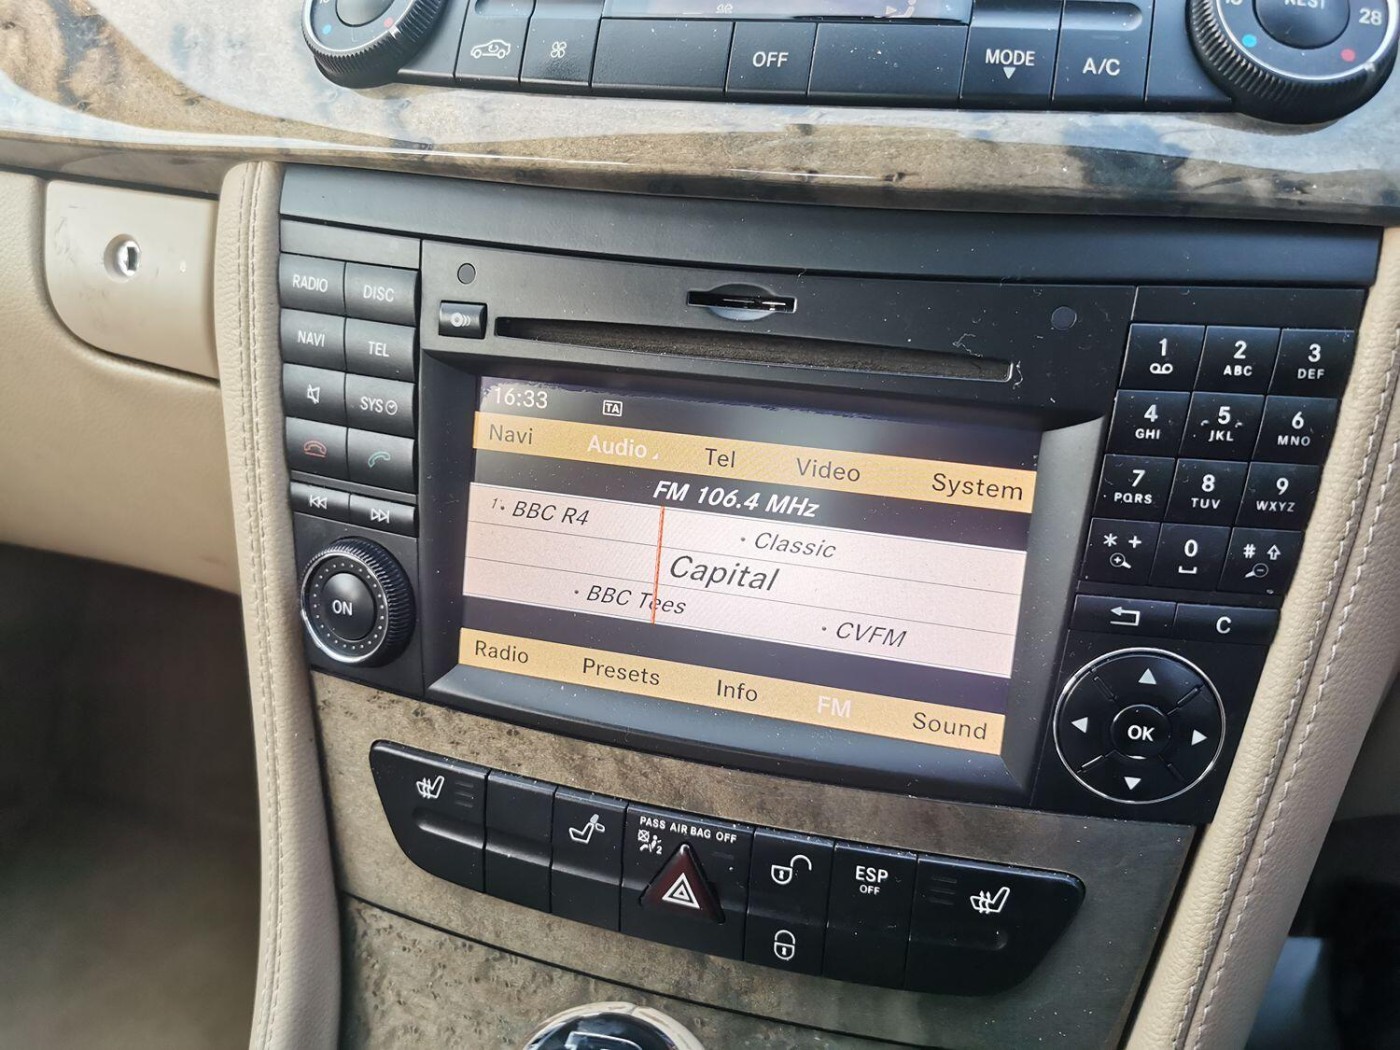 REST
28
OFF
MODE
A/C
RADIO
DISC
NAVI
TEL
SYS
ON
16:33
TA
Navi Audio Tel Video System
FM 106.4 MHz
1 BBC R4
Classic
Capital
BBC Tees
CVFM
Radio Presets Info FM Sound
1
2 ABC
3 DEF
4 GHI
5 JKL
6 MNO
7 PQRS
8 TUV
9 WXYZ
* +
0
#
C
OK
PASS AIR BAG OFF
2
ESP
OFF